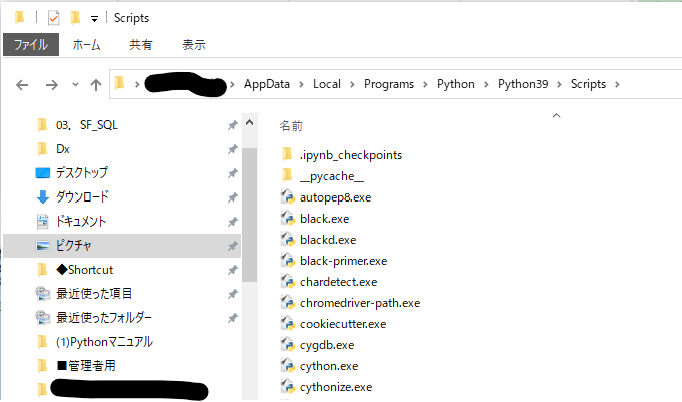 Scripts
ファイル ホーム 共有 表示
AppData Local Programs Python Python39 Scripts
03．SF_SQL
Dx
デスクトップ
ダウンロード
ドキュメント
ピクチャ
◆Shortcut
最近使った項目
最近使ったフォルダー
(1)Pythonマニュアル
■管理者用
名前
.ipynb_checkpoints
__pycache__
autopep8.exe
black.exe
blackd.exe
black-primer.exe
chardetect.exe
chromedriver-path.exe
cookiecutter.exe
cygdb.exe
cython.exe
cythonize.exe